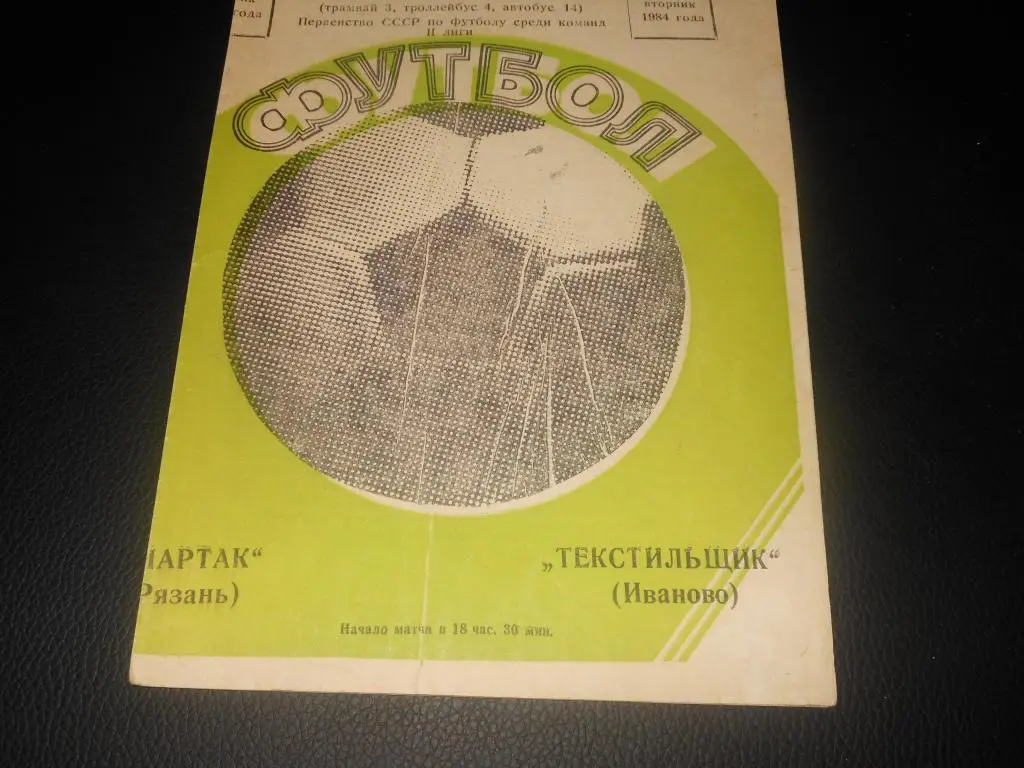 года
(трамвай 3, троллейбус 4, автобус 14)
Первенство СССР по футболу среди команд
II лиги
вторник
1984 года
ФУТБОЛ
ПАРТАК“
(Рязань)
„ТЕКСТИЛЬЩИК“
(Иваново)
Начало матча в 18 час. 30 мин.